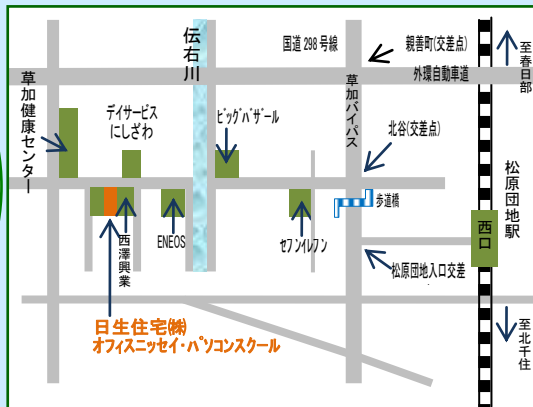 国道298号線
親善町(交差点)
外環自動車道
至春日部
伝右川
草加健康センター
デイサービス
にしざわ
ビッグバザール
草加バイパス
北谷(交差点)
松原団地駅
西口
歩道橋
西澤興業
ENEOS
セブンイレブン
松原団地入口交差
日生住宅㈱
オフィスニッセイ・パソコンスクール
至北千住